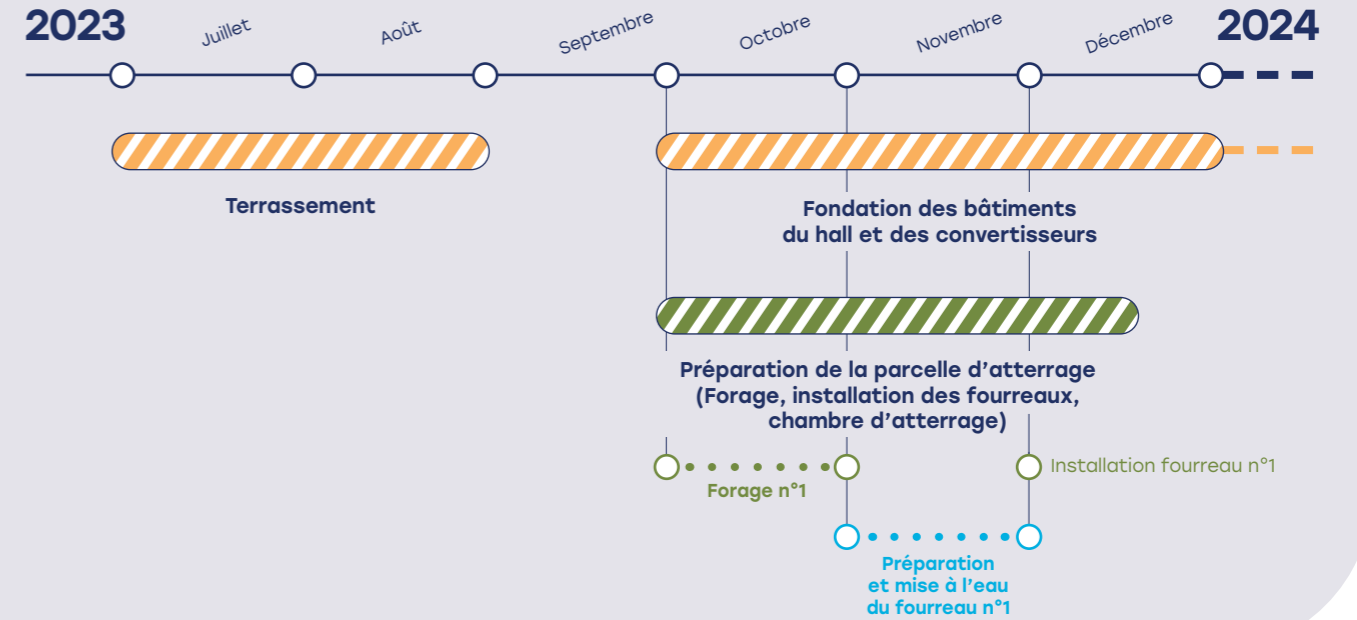 2023
Juillet
Août
Septembre
Octobre
Novembre
Décembre
2024
Terrassement
Fondation des bâtiments
du hall et des convertisseurs
Préparation de la parcelle d’atterrage
(Forage, installation des fourreaux,
chambre d’atterrage)
Forage n°1
Installation fourreau n°1
Préparation
et mise à l’eau
du fourreau n°1